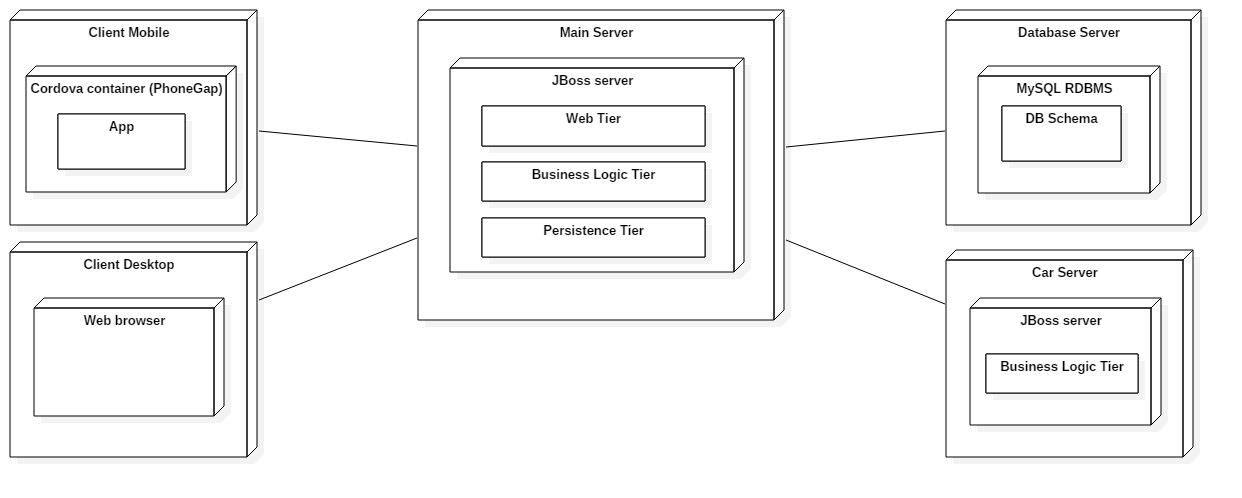 Client Mobile
Cordova container (PhoneGap)
App
Client Desktop
Web browser
Main Server
JBoss server
Web Tier
Business Logic Tier
Persistence Tier
Database Server
MySQL RDBMS
DB Schema
Car Server
JBoss server
Business Logic Tier